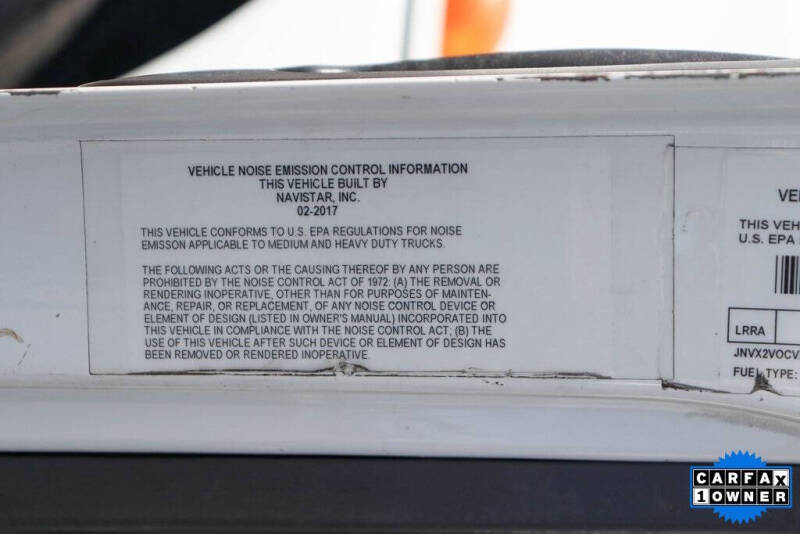 VEHICLE NOISE EMISSION CONTROL INFORMATION
THIS VEHICLE BUILT BY
NAVISTAR, INC.
02-2017
THIS VEHICLE CONFORMS TO U.S. EPA REGULATIONS FOR NOISE
EMISSON APPLICABLE TO MEDIUM AND HEAVY DUTY TRUCKS.
THE FOLLOWING ACTS OR THE CAUSING THEREOF BY ANY PERSON ARE
PROHIBITED BY THE NOISE CONTROL ACT OF 1972: (A) THE REMOVAL OR
RENDERING INOPERATIVE, OTHER THAN FOR PURPOSES OF MAINTEN-
ANCE, REPAIR, OR REPLACEMENT, OF ANY NOISE CONTROL DEVICE OR
ELEMENT OF DESIGN (LISTED IN OWNER'S MANUAL) INCORPORATED INTO
THIS VEHICLE IN COMPLIANCE WITH THE NOISE CONTROL ACT; (B) THE
USE OF THIS VEHICLE AFTER SUCH DEVICE OR ELEMENT OF DESIGN HAS
BEEN REMOVED OR RENDERED INOPERATIVE.
VE
THIS VEH
U.S. EPA
LRRA
JNVX2VOCV
FUEL TYPE:
CARFAX
1 OWNER